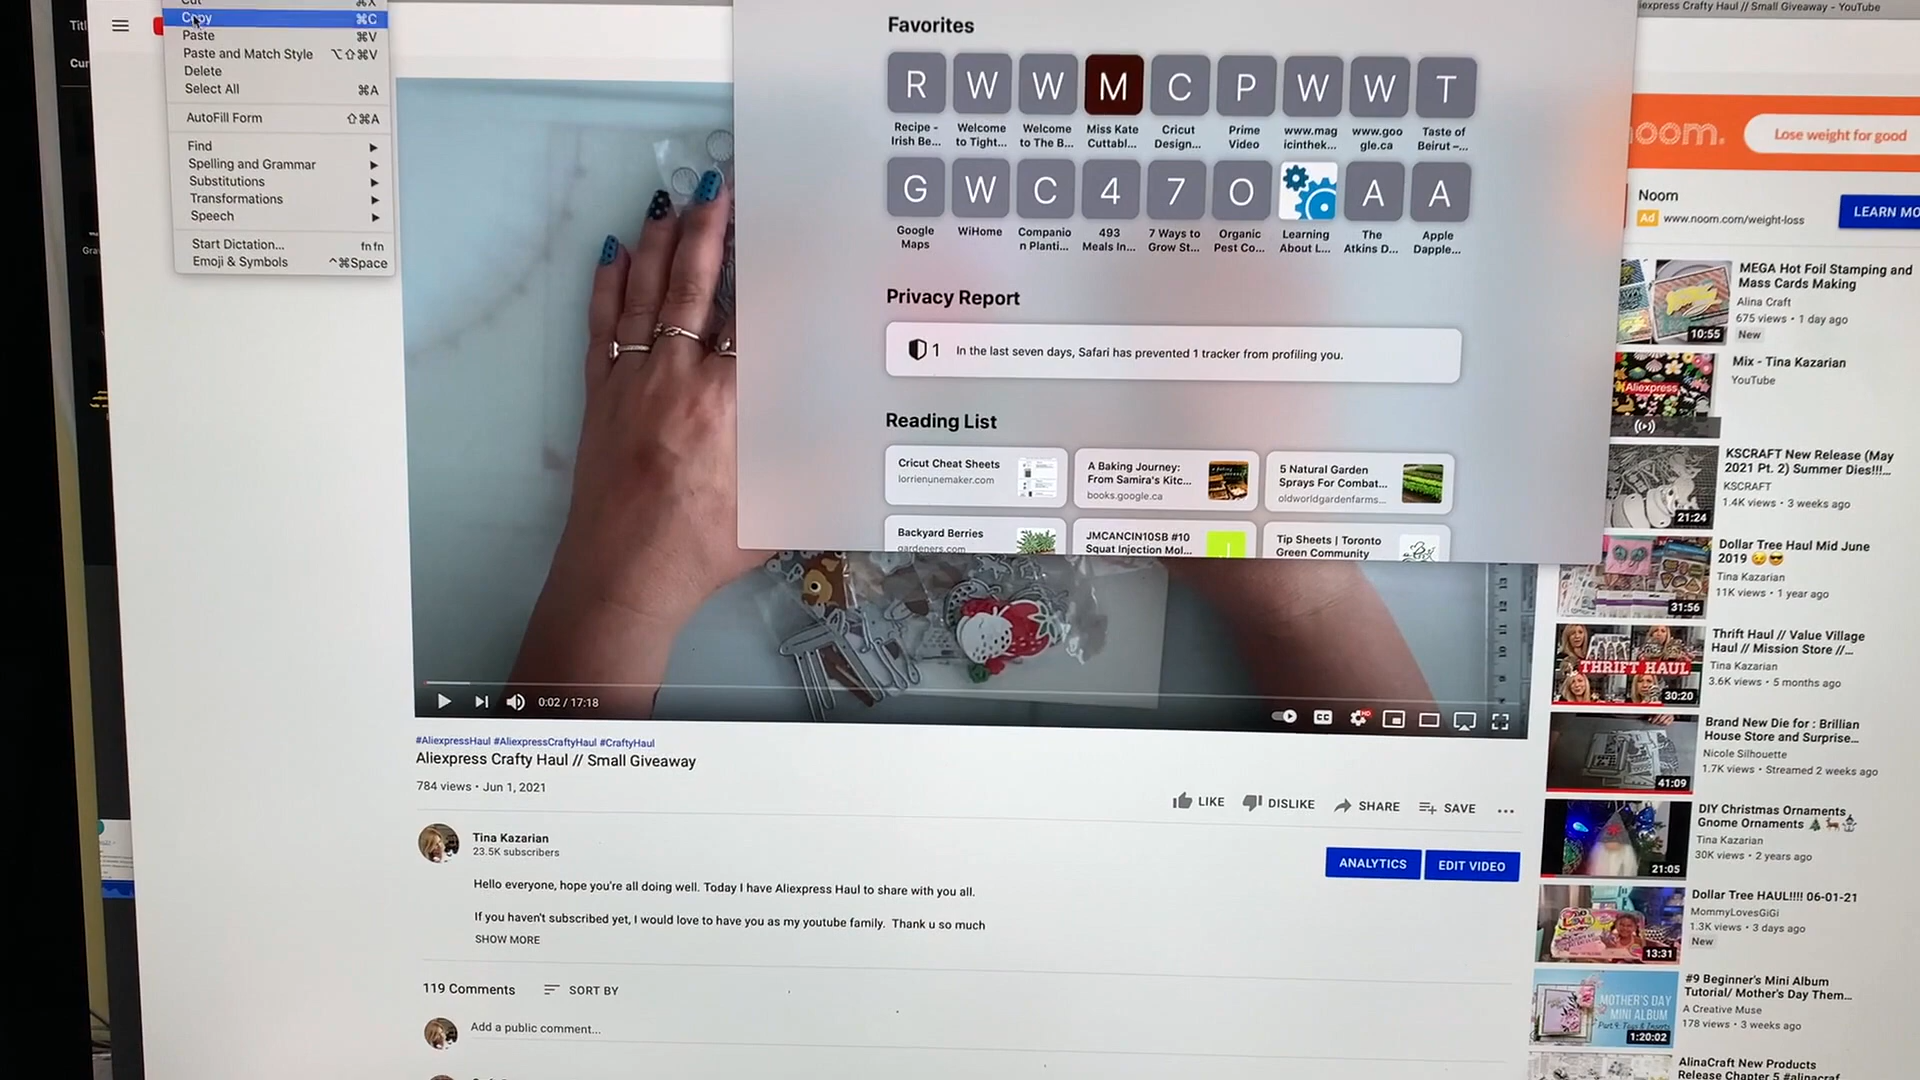 Cut ⌘X
Copy ⌘C
Paste ⌘V
Paste and Match Style ⌥⇧⌘V
Delete
Select All ⌘A
AutoFill Form ⇧⌘A
Find
Spelling and Grammar
Substitutions
Transformations
Speech
Start Dictation... fn fn
Emoji & Symbols ^⌘Space
Favorites
R W W M C P W W T
Recipe - Irish Be...
Welcome to Tight...
Welcome to The B...
Miss Kate Cuttabl...
Cricut Design...
Prime Video
www.mag icinthek...
www.goo gle.ca
Taste of Beirut –...
G W C 4 7 O A A
Google Maps
WiHome
Companio n Planti...
493 Meals In...
7 Ways to Grow St...
Organic Pest Co...
Learning About L...
The Atkins D...
Apple Dapple...
Privacy Report
1 In the last seven days, Safari has prevented 1 tracker from profiling you.
Reading List
Cricut Cheat Sheets
lorrienunemaker.com
A Baking Journey:
From Samira's Kitc...
books.google.ca
5 Natural Garden
Sprays For Combat...
oldworldgardenfarms...
Backyard Berries
gardeners.com
JMCANCIN10SB #10
Squat Injection Mol...
Tip Sheets | Toronto
Green Community
0:02 / 17:18
CC
HD
#AliexpressHaul #AliexpressCraftyHaul #CraftyHaul
Aliexpress Crafty Haul // Small Giveaway
784 views • Jun 1, 2021
LIKE DISLIKE SHARE SAVE ...
Tina Kazarian
23.5K subscribers
ANALYTICS
EDIT VIDEO
Hello everyone, hope you're all doing well. Today I have Aliexpress Haul to share with you all.
If you haven't subscribed yet, I would love to have you as my youtube family. Thank u so much
SHOW MORE
119 Comments SORT BY
Add a public comment...
express Crafty Haul // Small Giveaway - YouTube
noom. Lose weight for good
Noom
Ad www.noom.com/weight-loss
LEARN MO
MEGA Hot Foil Stamping and
Mass Cards Making
Alina Craft
675 views • 1 day ago
New
10:55
Mix - Tina Kazarian
YouTube
Aliexpress
KSCRAFT New Release (May
2021 Pt. 2) Summer Dies!!!...
KSCRAFT
1.4K views • 3 weeks ago
21:24
Dollar Tree Haul Mid June
2019 😉😎
Tina Kazarian
11K views • 1 year ago
31:56
Thrift Haul // Value Village
Haul // Mission Store //...
Tina Kazarian
3.6K views • 5 months ago
THRIFT HAUL
30:20
Brand New Die for : Brillian
House Store and Surprise...
Nicole Silhouette
1.7K views • Streamed 2 weeks ago
41:09
DIY Christmas Ornaments
Gnome Ornaments 🎄🦌⛄
Tina Kazarian
30K views • 2 years ago
21:05
Dollar Tree HAUL!!!! 06-01-21
MommyLovesGiGi
1.3K views • 3 days ago
New
13:31
#9 Beginner's Mini Album
Tutorial/ Mother's Day Them...
A Creative Muse
178 views • 3 weeks ago
MOTHER'S DAY
MINI ALBUM
Part 9: Tags & Inserts
1:20:02
AlinaCraft New Products
Release Chapter 5 #alinacraf